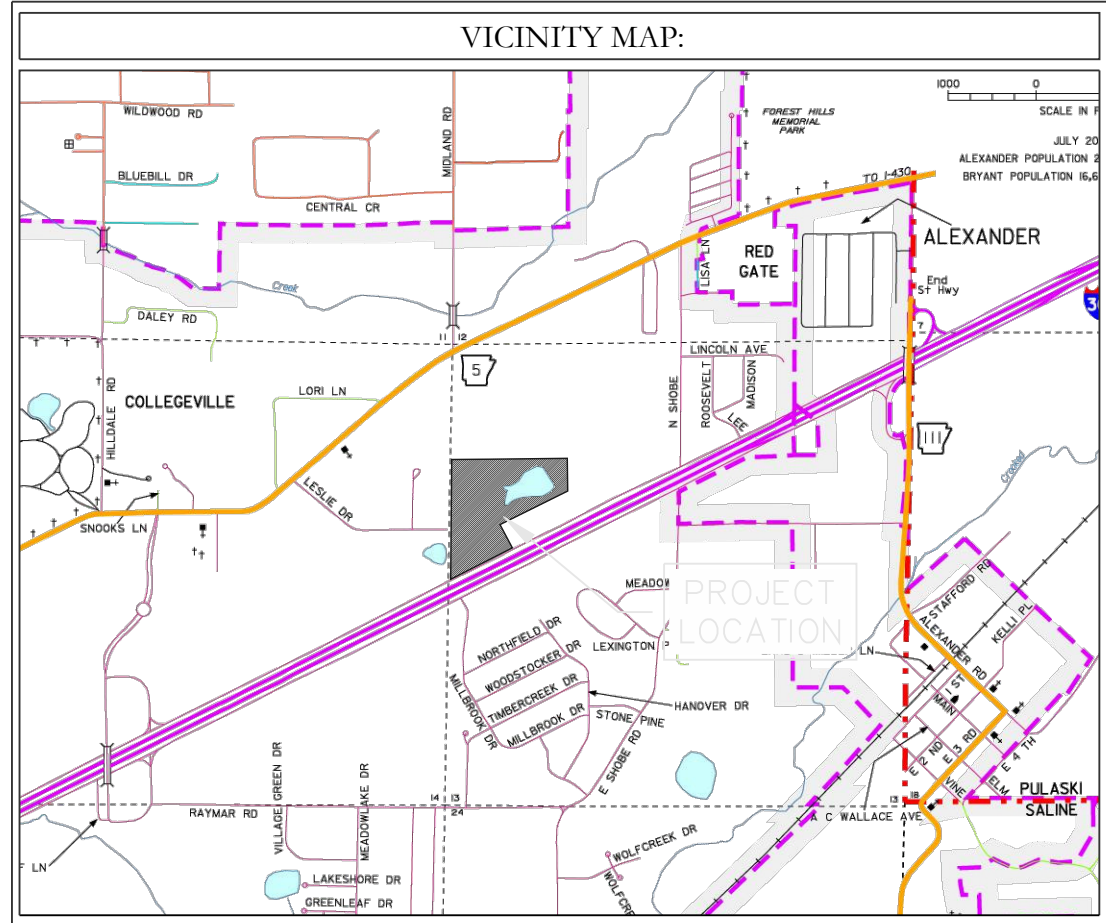 VICINITY MAP:
WILDWOOD RD
BLUEBILL DR
CENTRAL CR
MIDLAND RD
FOREST HILLS
MEMORIAL
PARK
1000
0
SCALE IN F
JULY 20
ALEXANDER POPULATION 2
BRYANT POPULATION 16,6
TO I-430
ALEXANDER
RED
GATE
LISA LN
End
St Hwy
7
30
Creek
DALEY RD
11
12
5
LINCOLN AVE
N SHOBE
ROOSEVELT
MADISON
LEE
LORI LN
COLLEGEVILLE
HILLDALE RD
SNOOKS LN
LESLIE DR
111
Crooked
PROJECT
LOCATION
MEADOW
LEXINGTON
LN
STAFFORD RD
KELLI PL
ALEXANDER RD
1 ST
MAIN
E 2 ND
E 3 RD
E 4 TH
ELM
VINE
NORTHFIELD DR
WOODSTOCKER DR
TIMBERCREEK DR
MILLBROOK DR
MILLBROOK DR
HANOVER DR
STONE PINE
E SHOBE RD
PULASKI
SALINE
13
18
A C WALLACE AVE
14
13
24
RAYMAR RD
VILLAGE GREEN DR
MEADOWLAKE DR
LAKESHORE DR
GREENLEAF DR
WOLFCREEK DR
WOLFCRE
F LN